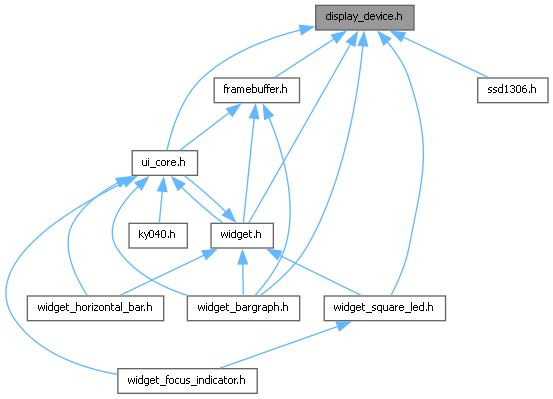 display_device.h
framebuffer.h
ssd1306.h
ui_core.h
ky040.h
widget.h
widget_horizontal_bar.h
widget_bargraph.h
widget_square_led.h
widget_focus_indicator.h